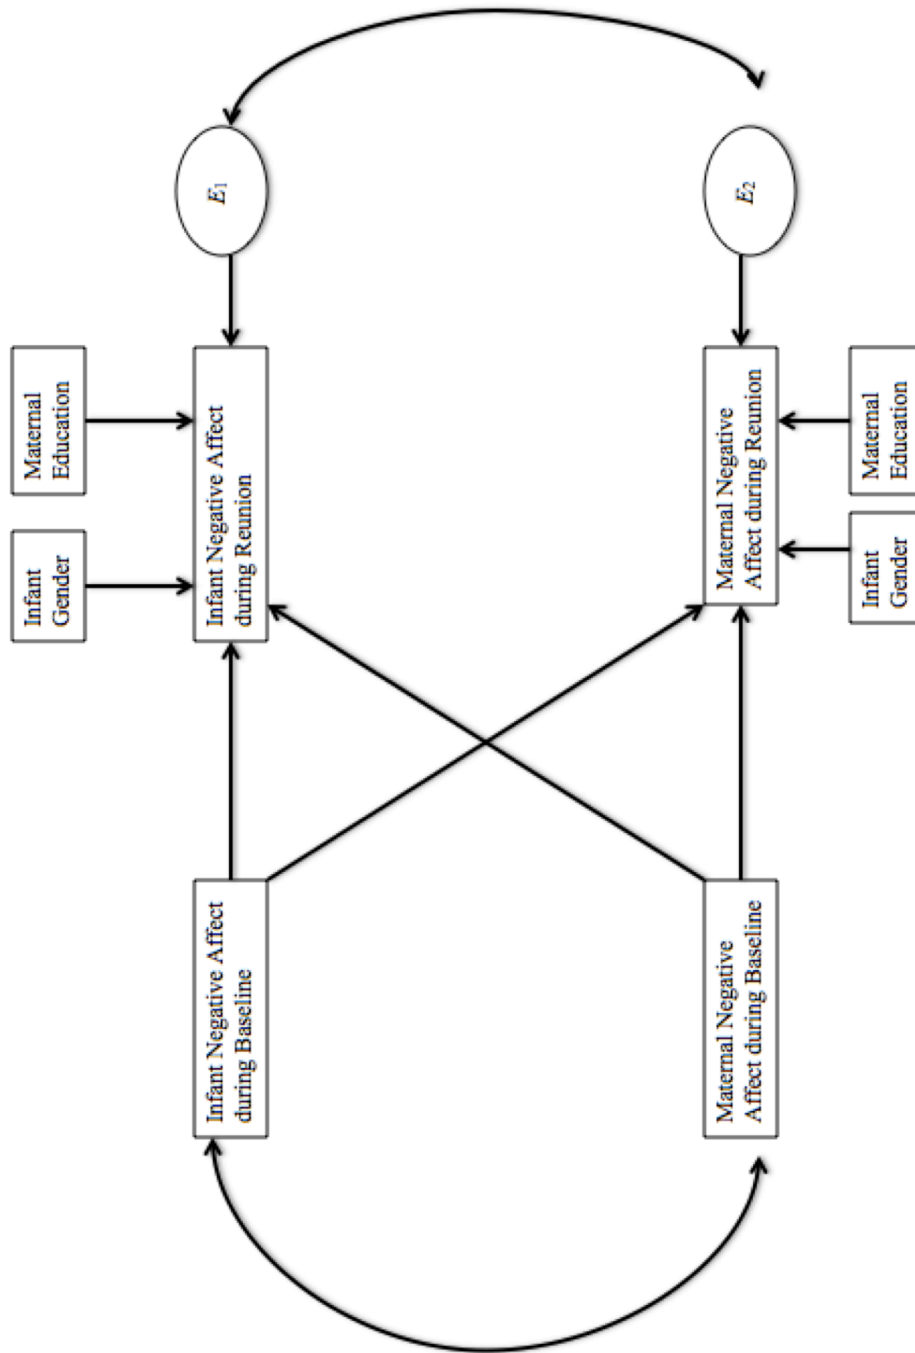 Infant
Gender
Maternal
Education
Infant Negative Affect
during Baseline
Infant Negative Affect
during Reunion
E₁
Maternal Negative
Affect during Baseline
Maternal Negative
Affect during Reunion
E₂
Infant
Gender
Maternal
Education